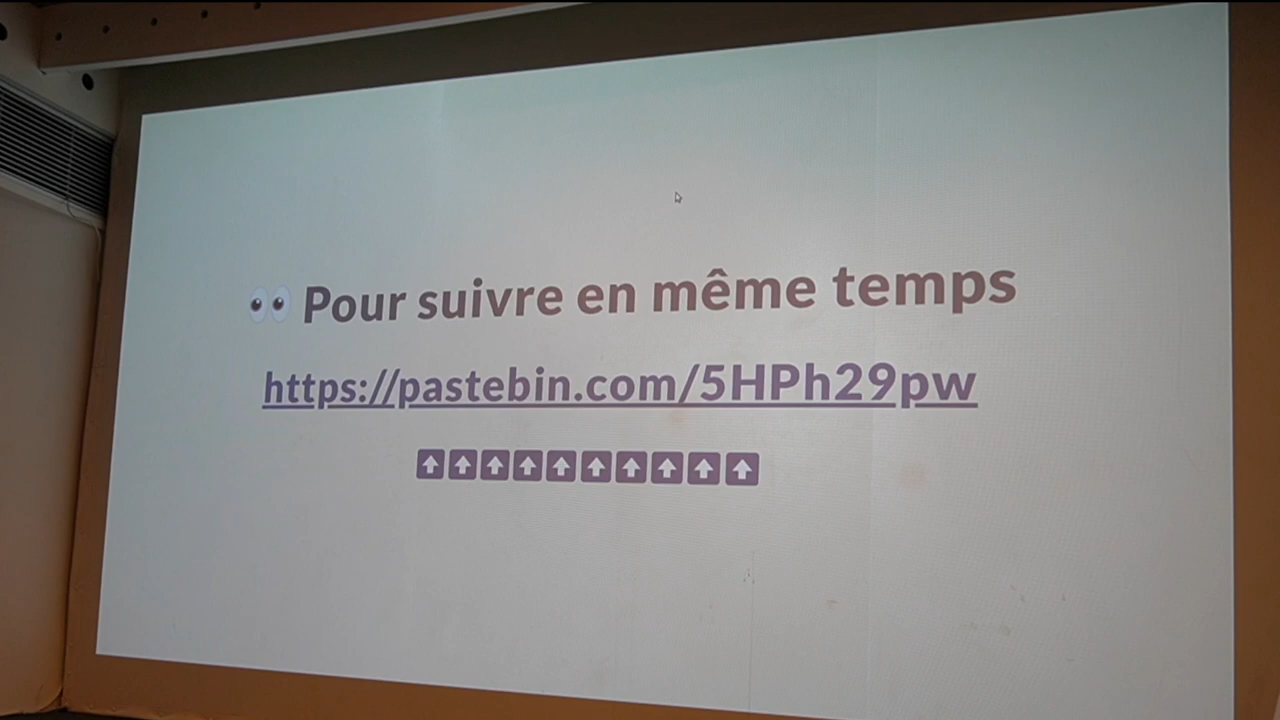 👀 Pour suivre en même temps
https://pastebin.com/5HPh29pw
⬆⬆⬆⬆⬆⬆⬆⬆⬆⬆